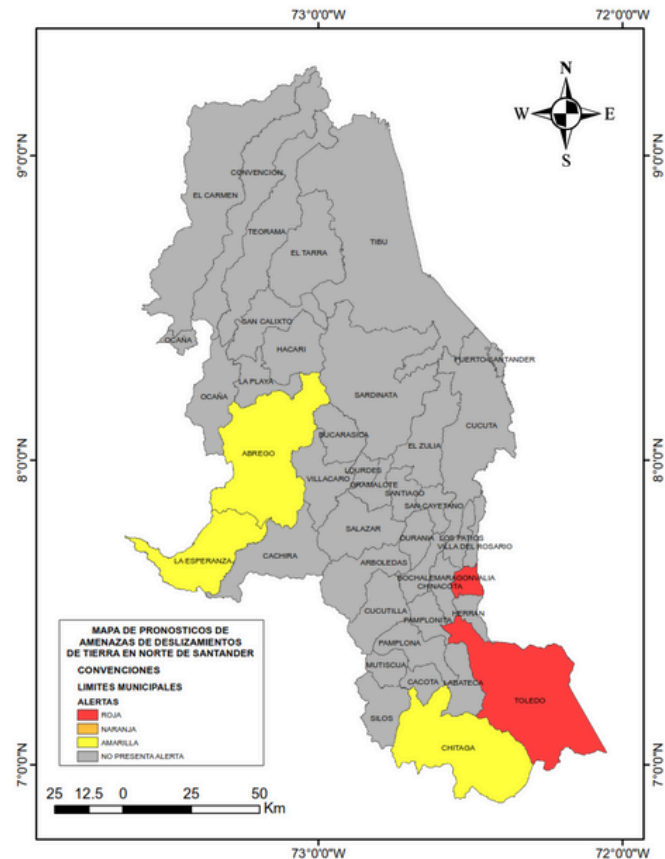 73°0'0"W 72°0'0"W
N
W E
S
9°0'0"N 9°0'0"N
CONVENCIÓN
EL CARMEN
TEORAMA
TIBU
EL TARRA
SAN CALIXTO
OCAÑA
HACARI
PUERTO SANTANDER
LA PLAYA
OCAÑA
SARDINATA
CUCUTA
BUCARASICA
EL ZULIA
ABREGO
8°0'0"N 8°0'0"N
LOURDES
VILLACARO
GRAMALOTE
SANTIAGO
SAN CAYETANO
SALAZAR
DURANIA
LOS PATIOS
VILLA DEL ROSARIO
CACHIRA
LA ESPERANZA
ARBOLEDAS
BOCHALEMA
RAGONVALIA
CHINACOTA
CUCUTILLA
HERRAN
PAMPLONITA
PAMPLONA
MUTISCUA
CACOTA
LABATECA
TOLEDO
SILOS
CHITAGA
MAPA DE PRONOSTICOS DE
AMENAZAS DE DESLIZAMIENTOS
DE TIERRA EN NORTE DE SANTANDER
CONVENCIONES
LIMITES MUNICIPALES
ALERTAS
ROJA
NARANJA
AMARILLA
NO PRESENTA ALERTA
7°0'0"N 7°0'0"N
25 12.5 0 25 50
Km
73°0'0"W 72°0'0"W